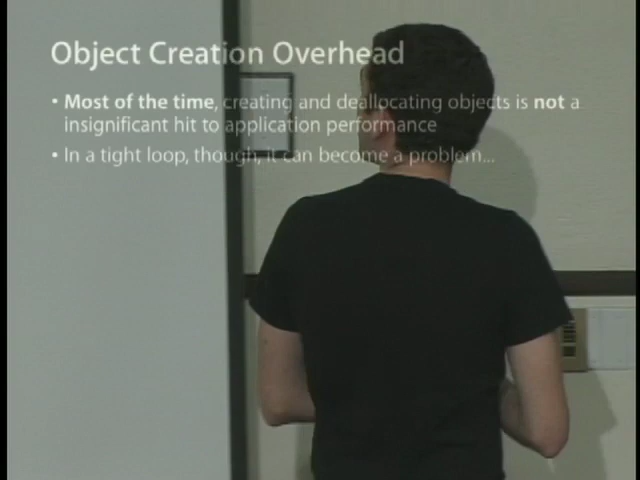 Object Creation Overhead
• Most of the time, creating and deallocating objects is not a
insignificant hit to application performance
• In a tight loop, though, it can become a problem...